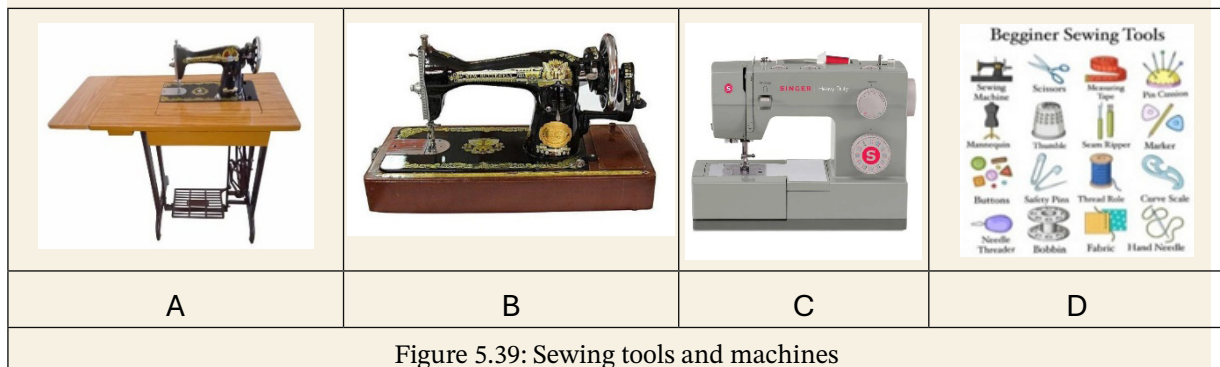 Begginer Sewing Tools
Sewing Machine
Scissors
Measuring Tape
Pin Cussion
Mannequin
Thumble
Seam Ripper
Marker
Buttons
Safety Pins
Thread Role
Curve Scale
Needle Threader
Bobbin
Fabric
Hand Needle
SINGER Heavy Duty
S
S
A
B
C
D
Figure 5.39: Sewing tools and machines